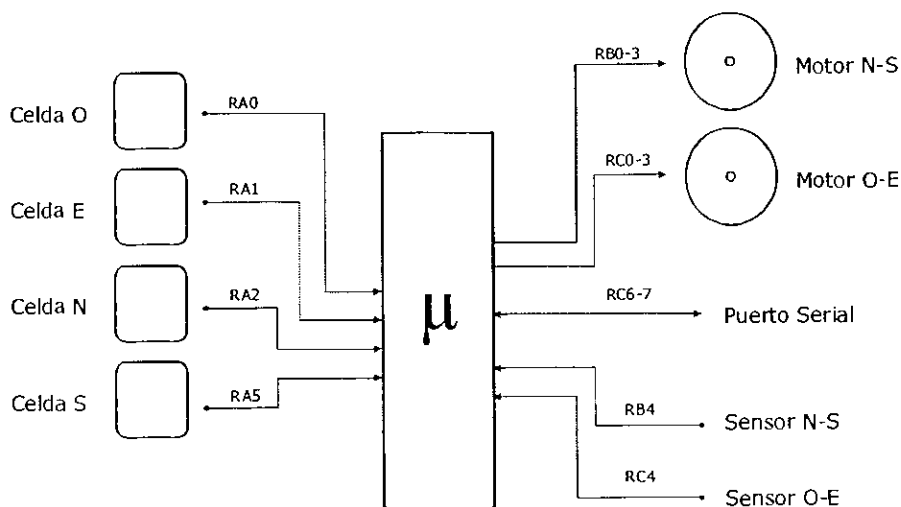 Celda O
RA0
Celda E
RA1
Celda N
RA2
Celda S
RA5
μ
RB0-3
Motor N-S
RC0-3
Motor O-E
RC6-7
Puerto Serial
RB4
Sensor N-S
RC4
Sensor O-E